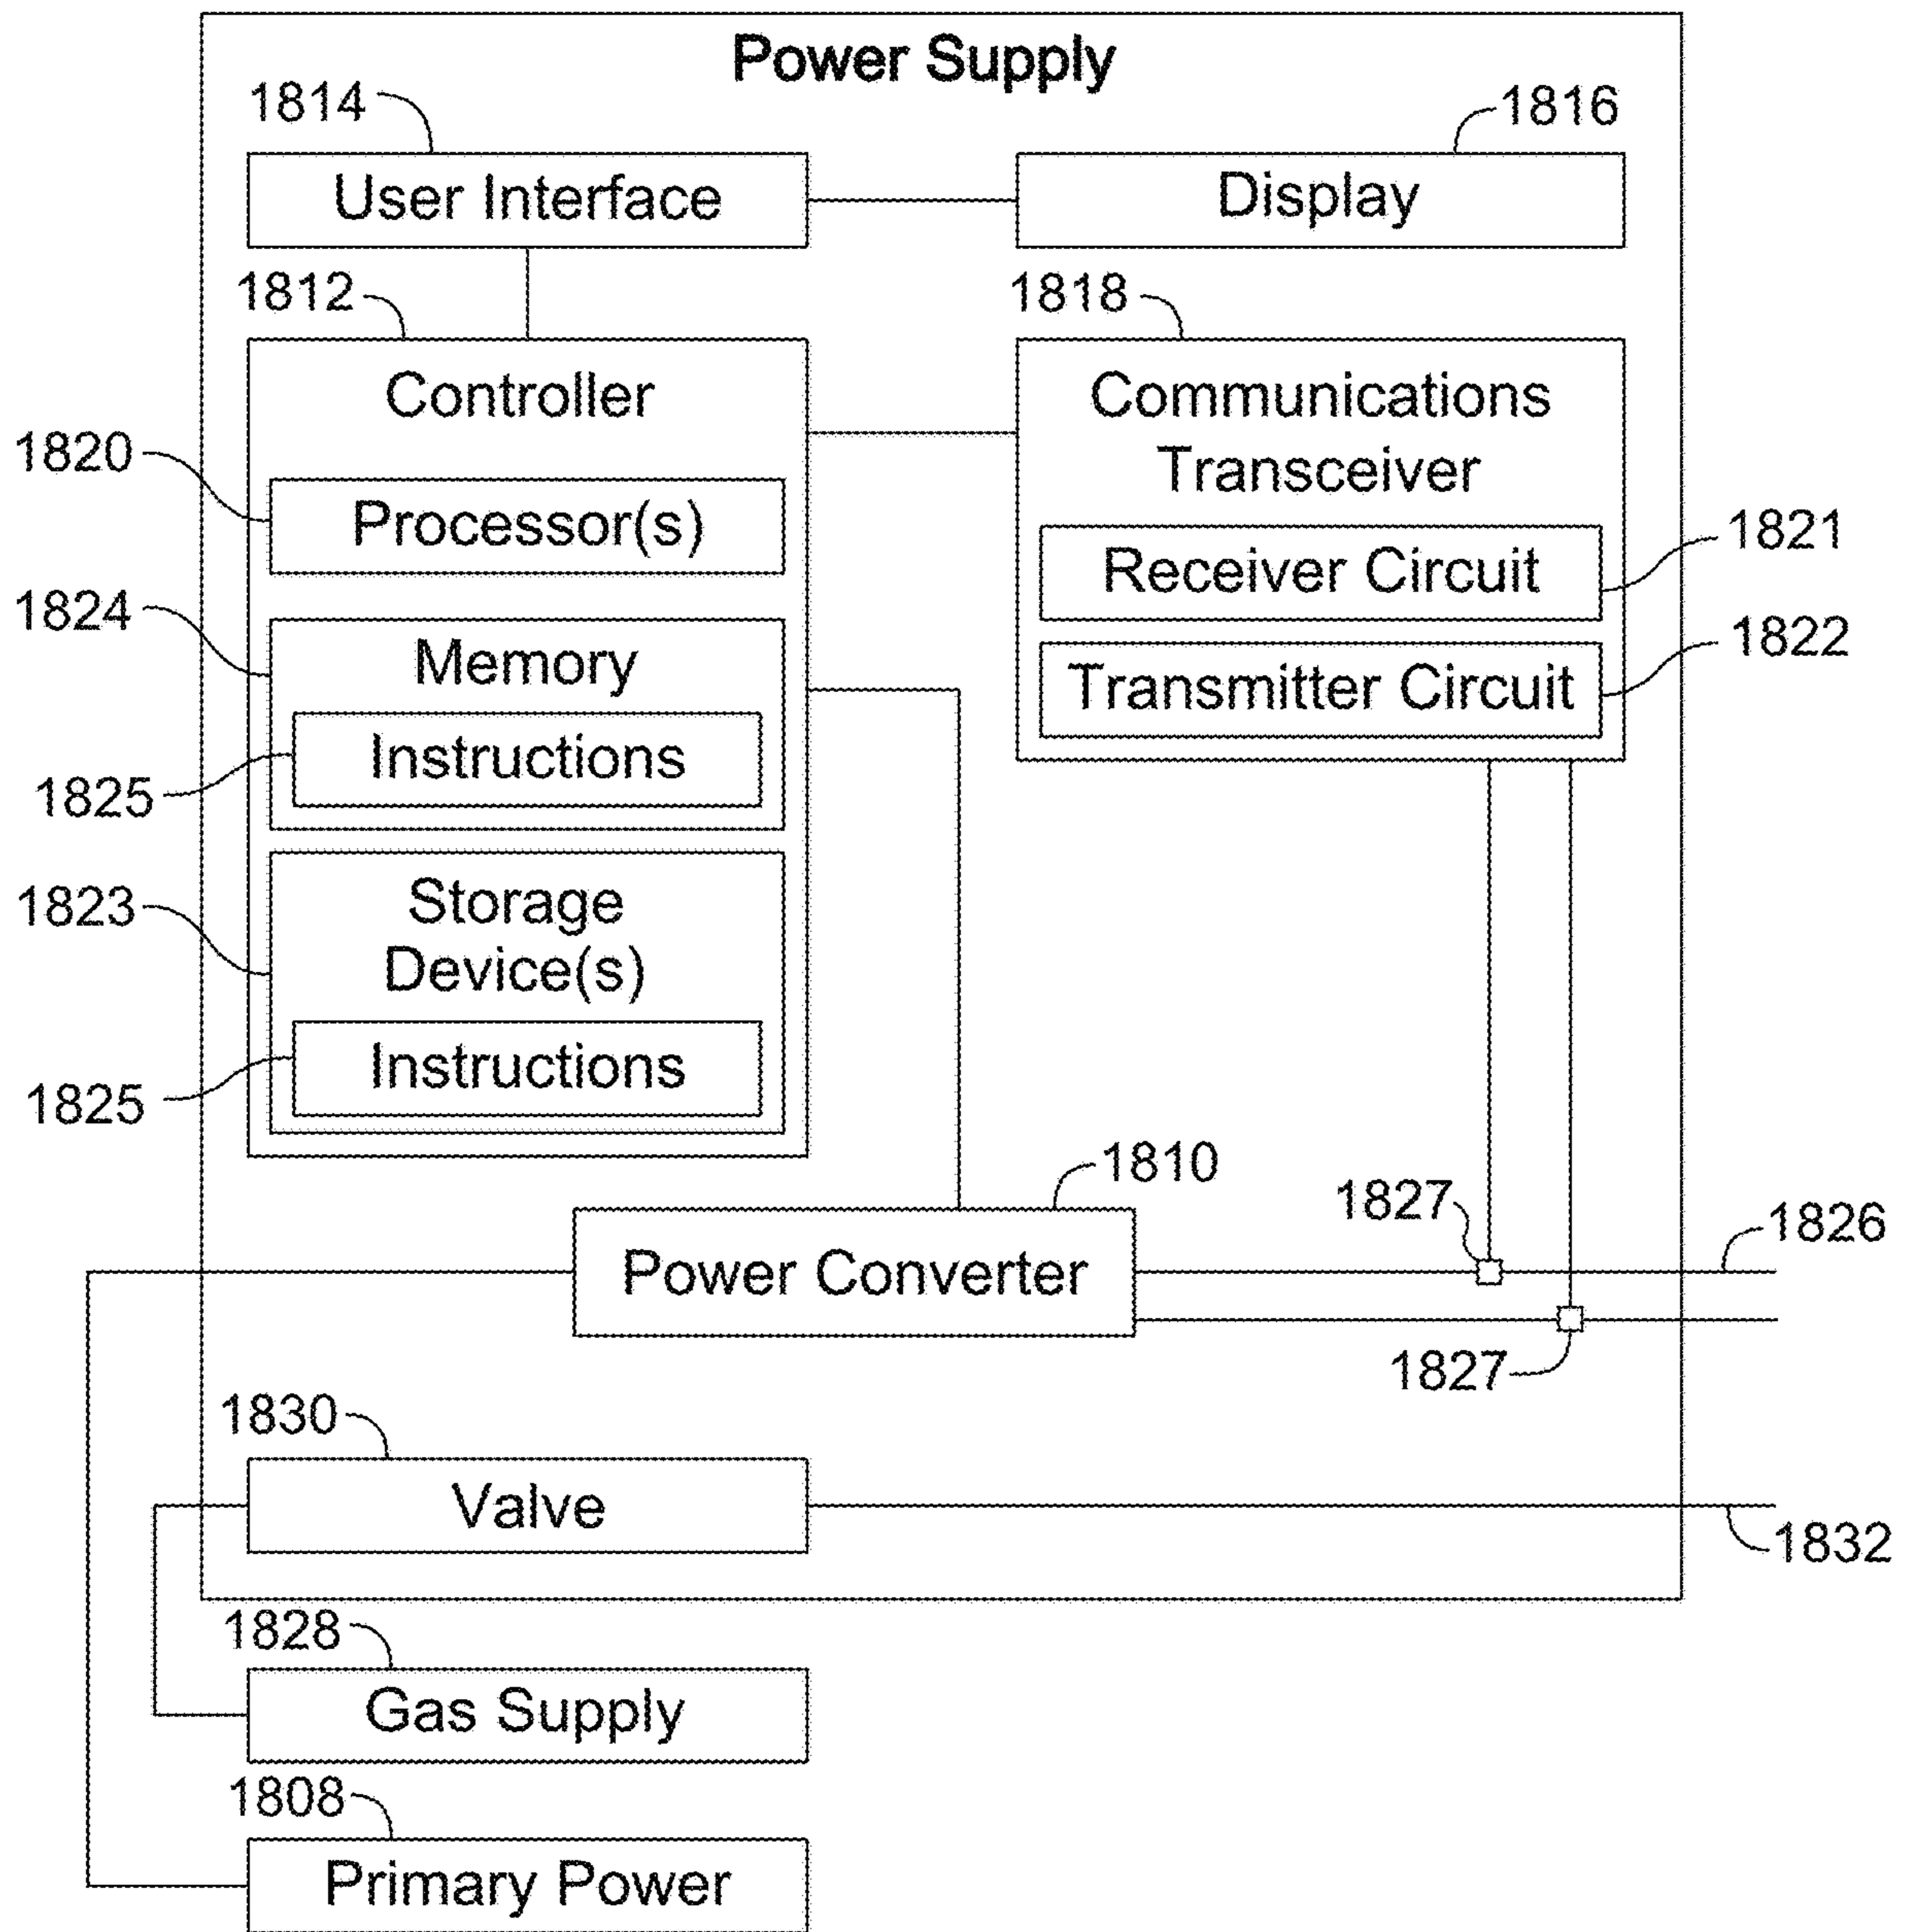 Power Supply
1814
1816
User Interface
Display
1812
1818
Controller
Communications
Transceiver
1820
Processor(s)
1821
Receiver Circuit
1824
Memory
1822
Transmitter Circuit
Instructions
1825
1823
Storage
Device(s)
Instructions
1825
1810
1827
1826
Power Converter
1827
1830
Valve
1832
1828
Gas Supply
1808
Primary Power